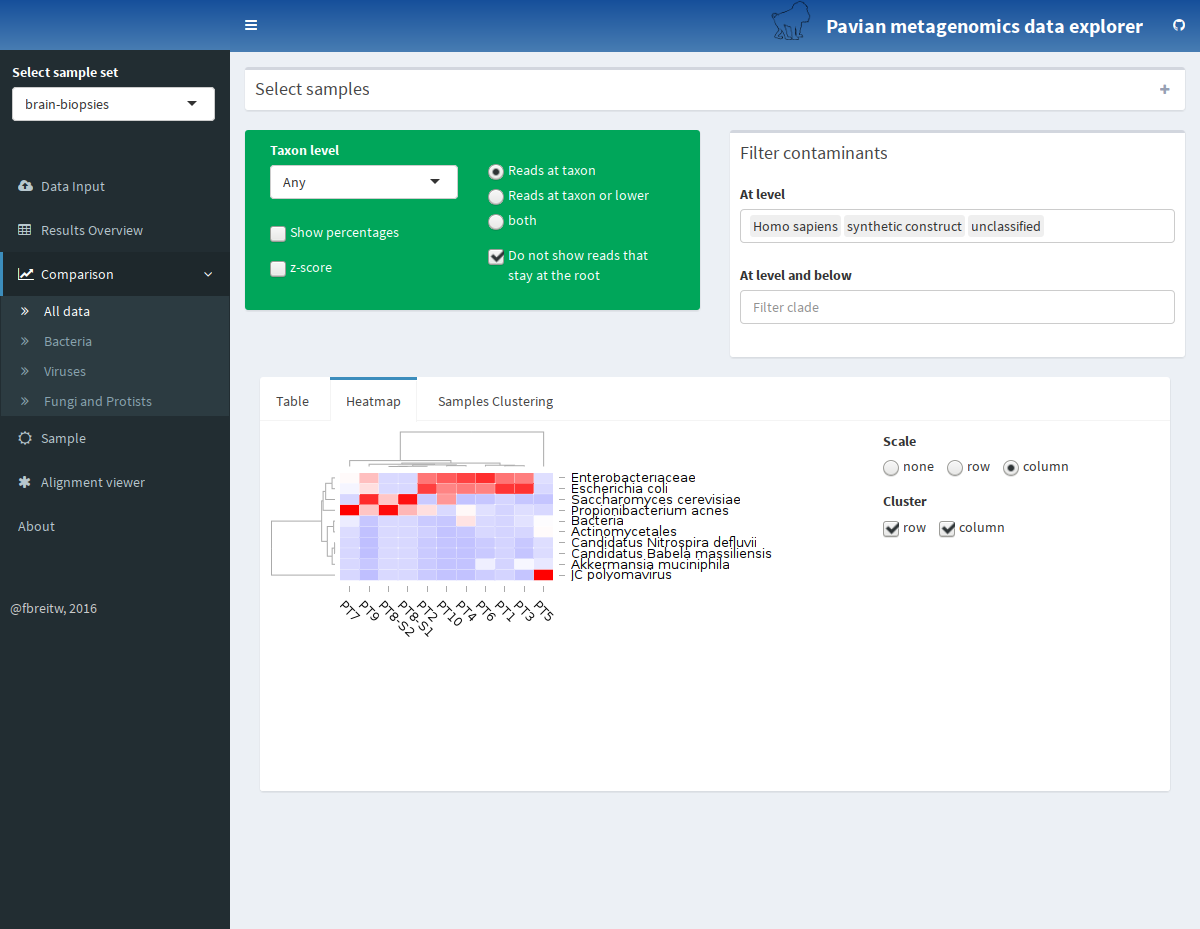 Pavian metagenomics data explorer
Select sample set
brain-biopsies
Data Input
Results Overview
Comparison
All data
Bacteria
Viruses
Fungi and Protists
Sample
Alignment viewer
About
@fbreitw, 2016
Select samples
Taxon level
Any
Show percentages
z-score
Reads at taxon
Reads at taxon or lower
both
Do not show reads that
stay at the root
Filter contaminants
At level
Homo sapiens synthetic construct unclassified
At level and below
Filter clade
Table Heatmap Samples Clustering
Enterobacteriaceae
Escherichia coli
Saccharomyces cerevisiae
Propionibacterium acnes
Bacteria
Actinomycetales
Candidatus Nitrospira defluvii
Candidatus Babela massiliensis
Akkermansia muciniphila
JC polyomavirus
PT7 PT9 PT8-S2 PT8-S1 PT2 PT10 PT4 PT6 PT1 PT3 PT5
Scale
none row column
Cluster
row column